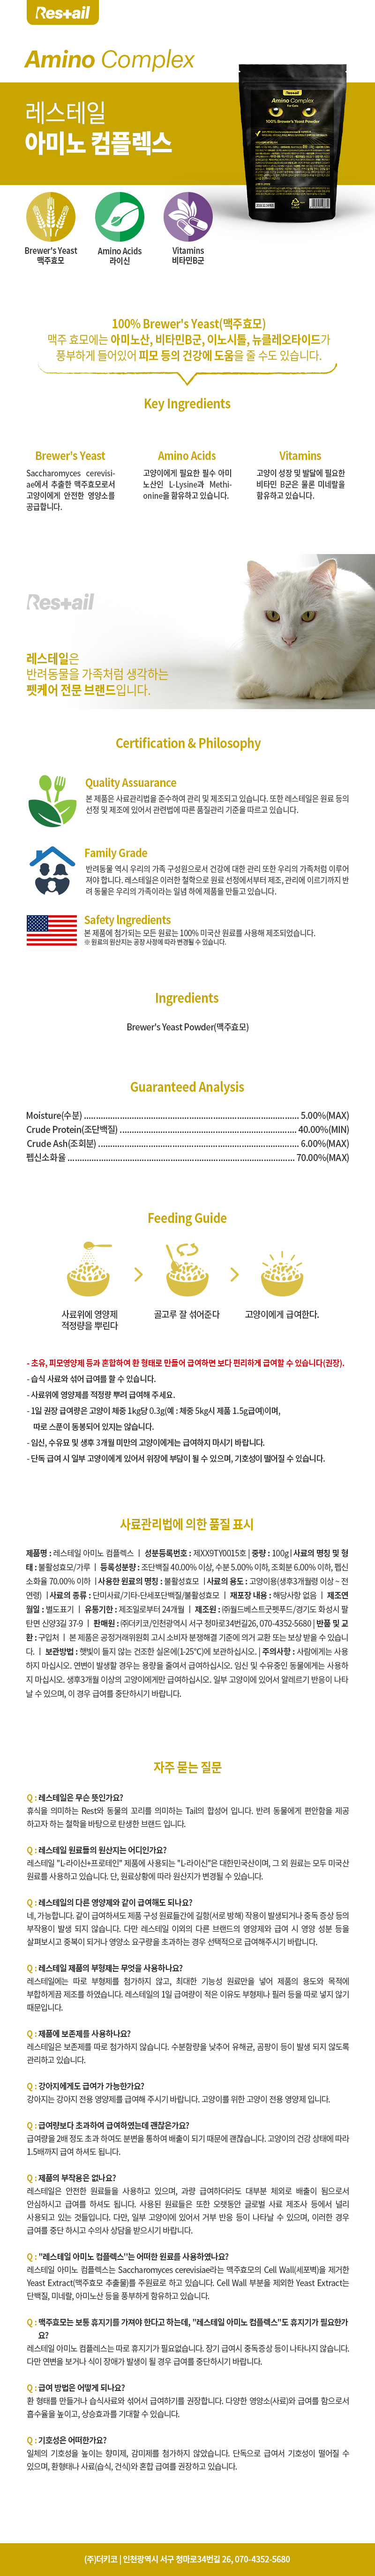 Res+ail
Amino Complex
레스테일
아미노 컴플렉스
Res+ail
Amino Complex
For Cats
100% Brewer's Yeast Powder
Brewer's Yeast
맥주효모
Amino Acids
라이신
Vitamins
비타민B군
100% Brewer's Yeast(맥주효모)
맥주 효모에는 아미노산, 비타민B군, 이노시톨, 뉴클레오타이드가
풍부하게 들어있어 피모 등의 건강에 도움을 줄 수도 있습니다.
Key Ingredients
Brewer's Yeast
Saccharomyces cerevisi-
ae에서 추출한 맥주효모로서
고양이에게 안전한 영양소를
공급합니다.
Amino Acids
고양이에게 필요한 필수 아미
노산인 L-Lysine과 Methi-
onine을 함유하고 있습니다.
Vitamins
고양이 성장 및 발달에 필요한
비타민 B군은 물론 미네랄을
함유하고 있습니다.
Res+ail
레스테일은
반려동물을 가족처럼 생각하는
펫케어 전문 브랜드입니다.
Certification & Philosophy
Quality Assuarance
본 제품은 사료관리법을 준수하여 관리 및 제조되고 있습니다. 또한 레스테일은 원료 등의
선정 및 제조에 있어서 관련법에 따른 품질관리 기준을 따르고 있습니다.
Family Grade
반려동물 역시 우리의 가족 구성원으로서 건강에 대한 관리 또한 우리의 가족처럼 이루어
져야 합니다. 레스테일은 이러한 철학으로 원료 선정에서부터 제조, 관리에 이르기까지 반
려 동물은 우리의 가족이라는 일념 하에 제품을 만들고 있습니다.
Safety Ingredients
본 제품에 첨가되는 모든 원료는 100% 미국산 원료를 사용해 제조되었습니다.
※ 원료의 원산지는 공장 사정에 따라 변경될 수 있습니다.
Ingredients
Brewer's Yeast Powder(맥주효모)
Guaranteed Analysis
Moisture(수분) ........ 5.00%(MAX)
Crude Protein(조단백질) ........ 40.00%(MIN)
Crude Ash(조회분) ........ 6.00%(MAX)
펩신소화율 ........ 70.00%(MAX)
Feeding Guide
사료위에 영양제
적정량을 뿌린다
골고루 잘 섞어준다
고양이에게 급여한다.
- 초유, 피모영양제 등과 혼합하여 환 형태로 만들어 급여하면 보다 편리하게 급여할 수 있습니다(권장).
- 습식 사료와 섞어 급여를 할 수 있습니다.
- 사료위에 영양제를 적정량 뿌려 급여해 주세요.
- 1일 권장 급여량은 고양이 체중 1kg당 0.3g(예 : 체중 5kg시 제품 1.5g급여)이며,
따로 스푼이 동봉되어 있지는 않습니다.
- 임신, 수유묘 및 생후 3개월 미만의 고양이에게는 급여하지 마시기 바랍니다.
- 단독 급여 시 일부 고양이에게 있어서 위장에 부담이 될 수 있으며, 기호성이 떨어질 수 있습니다.
사료관리법에 의한 품질 표시
제품명 : 레스테일 아미노 컴플렉스 | 성분등록번호 : 제XX9TY0015호 | 중량 : 100g | 사료의 명칭 및 형
태 : 불활성효모/가루 | 등록성분량 : 조단백질 40.00% 이상, 수분 5.00% 이하, 조회분 6.00% 이하, 펩신
소화율 70.00% 이하 | 사용한 원료의 명칭 : 불활성효모 | 사료의 용도 : 고양이용(생후3개월령 이상 ~ 전
연령) | 사료의 종류 : 단미사료/기타-단세포단백질/불활성효모 | 재포장 내용 : 해당사항 없음 | 제조연
월일 : 별도표기 | 유통기한 : 제조일로부터 24개월 | 제조원 : ㈜월드베스트굿펫푸드/경기도 화성시 팔
탄면 신양3길 37-9 | 판매원 : ㈜더키코/인천광역시 서구 청마로34번길26, 070-4352-5680 | 반품 및 교
환 : 구입처 | 본 제품은 공정거래위원회 고시 소비자 분쟁해결 기준에 의거 교환 또는 보상 받을 수 있습니
다. | 보관방법 : 햇빛이 들지 않는 건조한 실온에(1-25℃)에 보관하십시오. | 주의사항 : 사람에게는 사용
하지 마십시오. 연변이 발생할 경우는 용량을 줄여서 급여하십시오. 임신 및 수유중인 동물에게는 사용하
지 마십시오. 생후3개월 이상의 고양이에게만 급여하십시오. 일부 고양이에 있어서 알레르기 반응이 나타
날 수 있으며, 이 경우 급여를 중단하시기 바랍니다.
자주 묻는 질문
Q : 레스테일은 무슨 뜻인가요?
휴식을 의미하는 Rest와 동물의 꼬리를 의미하는 Tail의 합성어 입니다. 반려 동물에게 편안함을 제공
하고자 하는 철학을 바탕으로 탄생한 브랜드 입니다.
Q : 레스테일 원료들의 원산지는 어디인가요?
레스테일 "L-라이신+프로테인" 제품에 사용되는 "L-라이신"은 대한민국산이며, 그 외 원료는 모두 미국산
원료를 사용하고 있습니다. 단, 원료상황에 따라 원산지가 변경될 수 있습니다.
Q : 레스테일의 다른 영양제와 같이 급여해도 되나요?
네, 가능합니다. 같이 급여하셔도 제품 구성 원료들간에 길항(서로 방해) 작용이 발생되거나 중독 증상 등의
부작용이 발생 되지 않습니다. 다만 레스테일 이외의 다른 브랜드의 영양제와 급여 시 영양 성분 등을
살펴보시고 중복이 되거나 영양소 요구량을 초과하는 경우 선택적으로 급여해주시기 바랍니다.
Q : 레스테일 제품의 부형제는 무엇을 사용하나요?
레스테일에는 따로 부형제를 첨가하지 않고, 최대한 기능성 원료만을 넣어 제품의 용도와 목적에
부합하게끔 제조를 하였습니다. 레스테일의 1일 급여량이 적은 이유도 부형제나 필러 등을 따로 넣지 않기
때문입니다.
Q : 제품에 보존제를 사용하나요?
레스테일은 보존제를 따로 첨가하지 않습니다. 수분함량을 낮추어 유해균, 곰팡이 등이 발생 되지 않도록
관리하고 있습니다.
Q : 강아지에게도 급여가 가능한가요?
강아지는 강아지 전용 영양제를 급여해 주시기 바랍니다. 고양이를 위한 고양이 전용 영양제 입니다.
Q : 급여량보다 초과하여 급여하였는데 괜찮은가요?
급여량을 2배 정도 초과 하여도 분변을 통하여 배출이 되기 때문에 괜찮습니다. 고양이의 건강 상태에 따라
1.5배까지 급여 하셔도 됩니다.
Q : 제품의 부작용은 없나요?
레스테일은 안전한 원료들을 사용하고 있으며, 과량 급여하더라도 대부분 체외로 배출이 됨으로서
안심하시고 급여를 하셔도 됩니다. 사용된 원료들은 또한 오랫동안 글로벌 사료 제조사 등에서 널리
사용되고 있는 것들입니다. 다만, 일부 고양이에 있어서 거부 반응 등이 나타날 수 있으며, 이러한 경우
급여를 중단 하시고 수의사 상담을 받으시기 바랍니다.
Q : "레스테일 아미노 컴플렉스"는 어떠한 원료를 사용하였나요?
레스테일 아미노 컴플렉스는 Saccharomyces cerevisiae라는 맥주효모의 Cell Wall(세포벽)을 제거한
Yeast Extract(맥주효모 추출물)를 주원료로 하고 있습니다. Cell Wall 부분을 제외한 Yeast Extract는
단백질, 미네랄, 아미노산 등을 풍부하게 함유하고 있습니다.
Q : 맥주효모는 보통 휴지기를 가져야 한다고 하는데, "레스테일 아미노 컴플렉스"도 휴지기가 필요한가
요?
레스테일 아미노 컴플레스는 따로 휴지기가 필요없습니다. 장기 급여시 중독증상 등이 나타나지 않습니다.
다만 연변을 보거나 식이 장애가 발생이 될 경우 급여를 중단하시기 바랍니다.
Q : 급여 방법은 어떻게 되나요?
환 형태를 만들거나 습식사료와 섞어서 급여하기를 권장합니다. 다양한 영양소(사료)와 급여를 함으로서
흡수율을 높이고, 상승효과를 기대할 수 있습니다.
Q : 기호성은 어떠한가요?
일체의 기호성을 높이는 향미제, 감미제를 첨가하지 않았습니다. 단독으로 급여서 기호성이 떨어질 수
있으며, 환형태나 사료(습식, 건식)와 혼합 급여를 권장하고 있습니다.
(주)더키코 | 인천광역시 서구 청마로34번길 26, 070-4352-5680